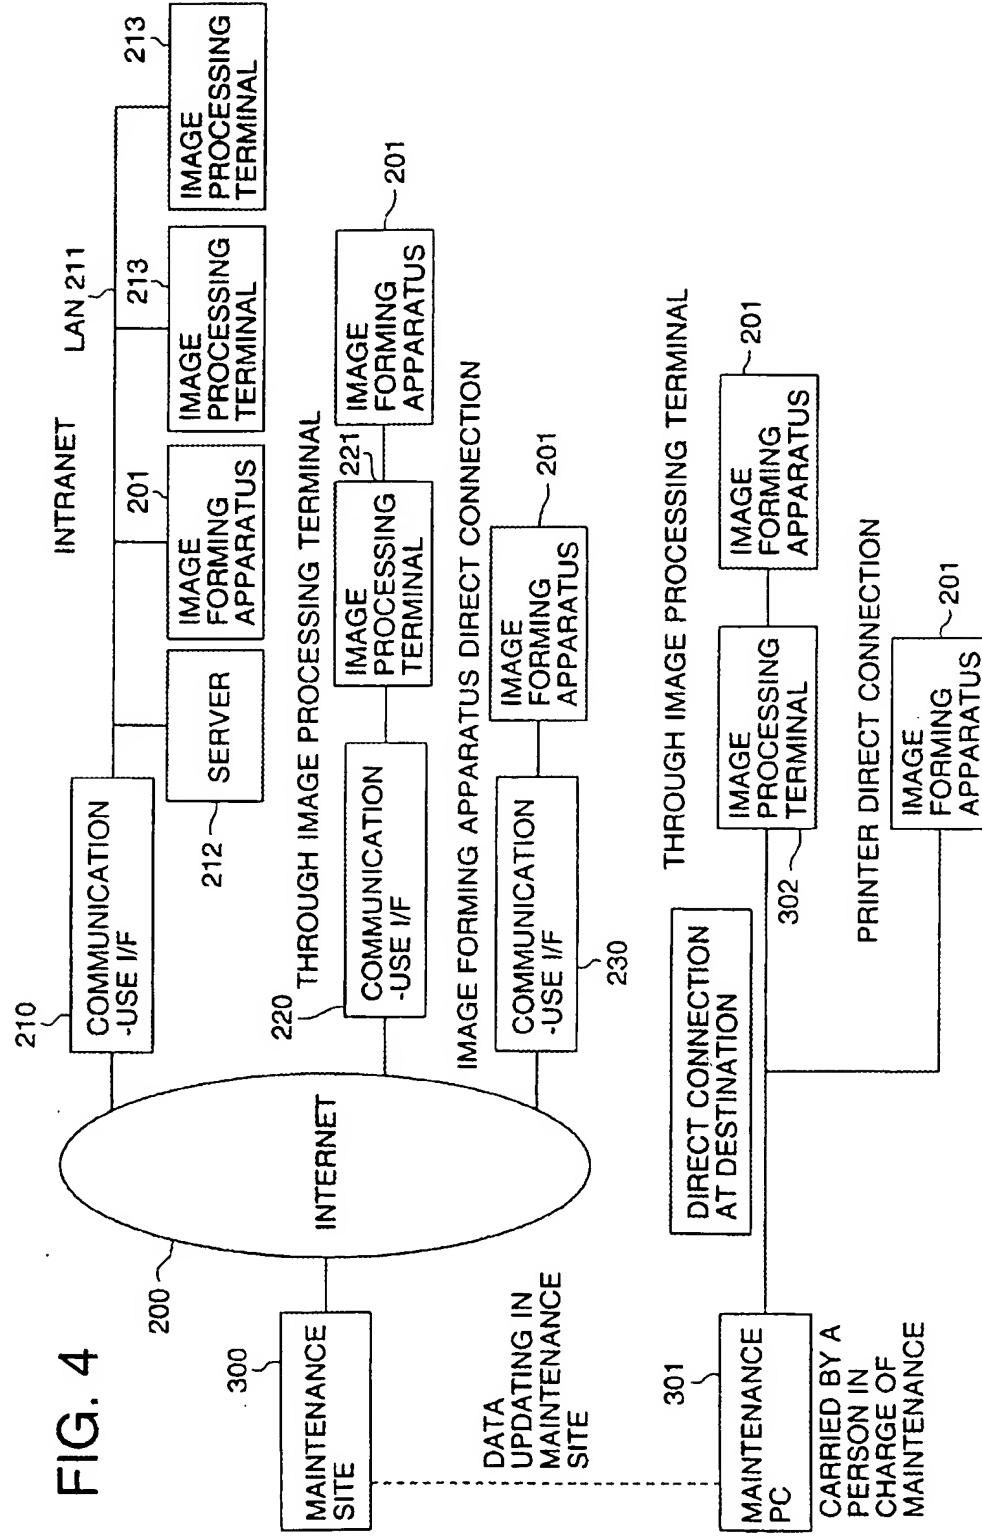 FIG. 4
INTRANET
LAN 211
210
COMMUNICATION
-USE I/F
212
SERVER
201
IMAGE
FORMING
APPARATUS
213
IMAGE
PROCESSING
TERMINAL
213
IMAGE
PROCESSING
TERMINAL
THROUGH IMAGE PROCESSING TERMINAL
220
COMMUNICATION
-USE I/F
221
IMAGE
PROCESSING
TERMINAL
201
IMAGE
FORMING
APPARATUS
IMAGE FORMING APPARATUS DIRECT CONNECTION
230
COMMUNICATION
-USE I/F
201
IMAGE
FORMING
APPARATUS
200
INTERNET
300
MAINTENANCE
SITE
DATA
UPDATING IN
MAINTENANCE
SITE
301
MAINTENANCE
PC
CARRIED BY A
PERSON IN
CHARGE OF
MAINTENANCE
DIRECT CONNECTION
AT DESTINATION
THROUGH IMAGE PROCESSING TERMINAL
302
IMAGE
PROCESSING
TERMINAL
201
IMAGE
FORMING
APPARATUS
PRINTER DIRECT CONNECTION
201
IMAGE
FORMING
APPARATUS